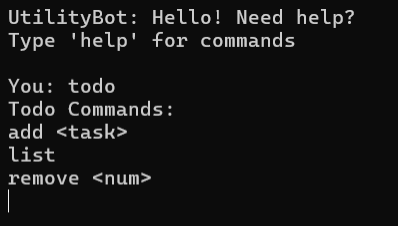 UtilityBot: Hello! Need help?
Type 'help' for commands
You: todo
Todo Commands:
add <task>
list
remove <num>